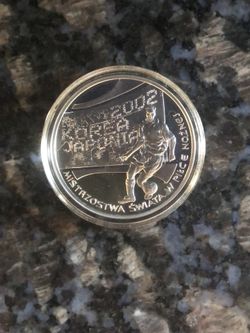 2002
KOREA
JAPONIA
MISTRZOSTWA ŚWIATA W PIŁCE NOŻNEJ